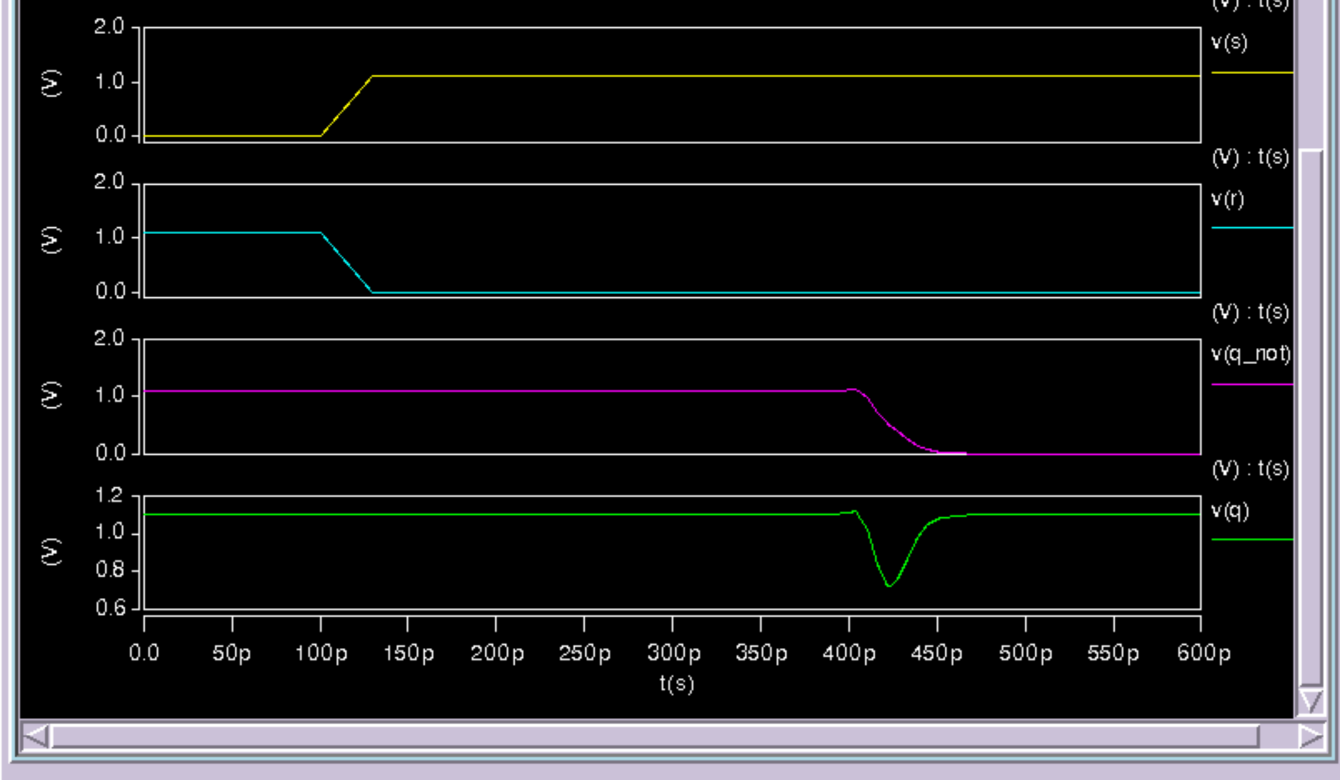 (V) : t(s)
2.0
v(s)
(V)
1.0
0.0
(V) : t(s)
2.0
v(r)
(V)
1.0
0.0
(V) : t(s)
2.0
v(q_not)
(V)
1.0
0.0
(V) : t(s)
1.2
v(q)
1.0
(V)
0.8
0.6
0.0 50p 100p 150p 200p 250p 300p 350p 400p 450p 500p 550p 600p
t(s)